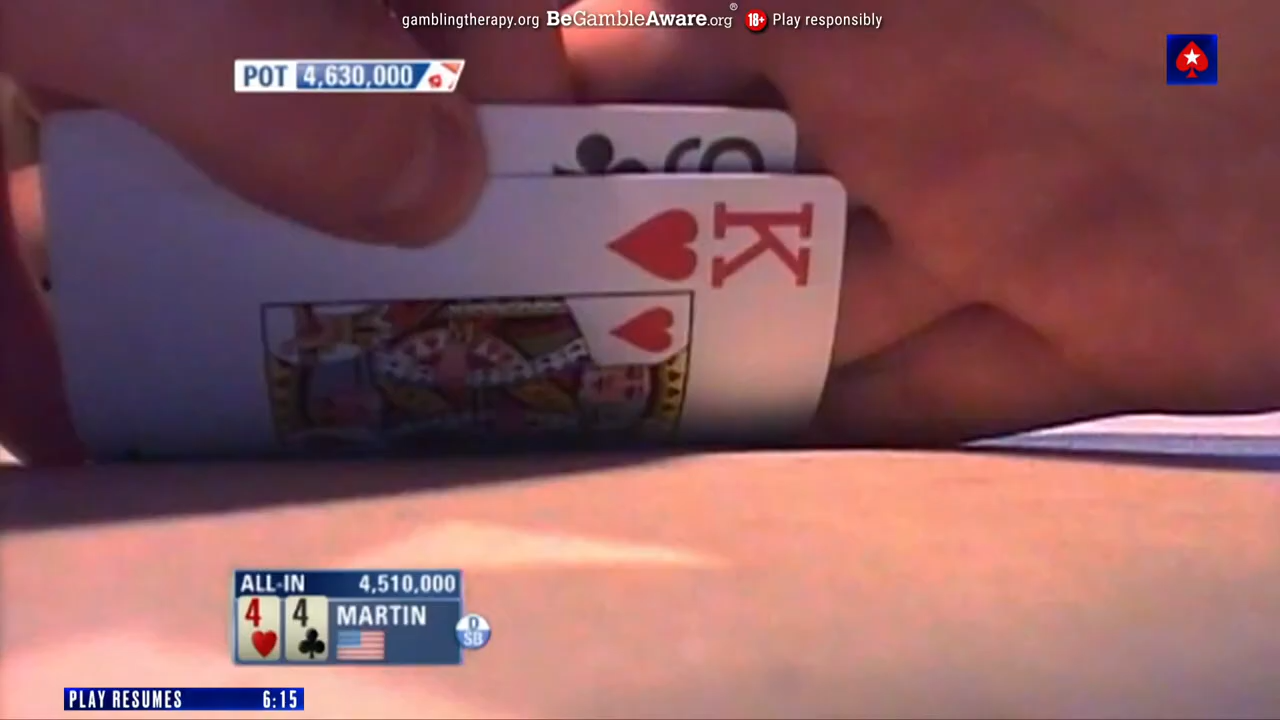 gamblingtherapy.org BeGambleAware.org® 18+ Play responsibly
POT 4,630,000
K
ALL-IN 4,510,000
4 4 MARTIN
D
SB
PLAY RESUMES 6:15